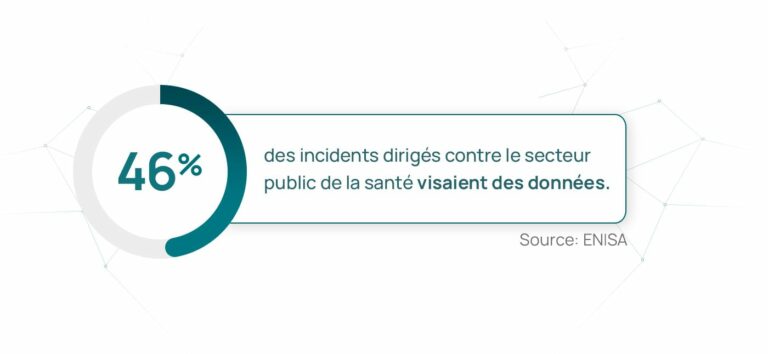 46%
des incidents dirigés contre le secteur
public de la santé visaient des données.
Source: ENISA